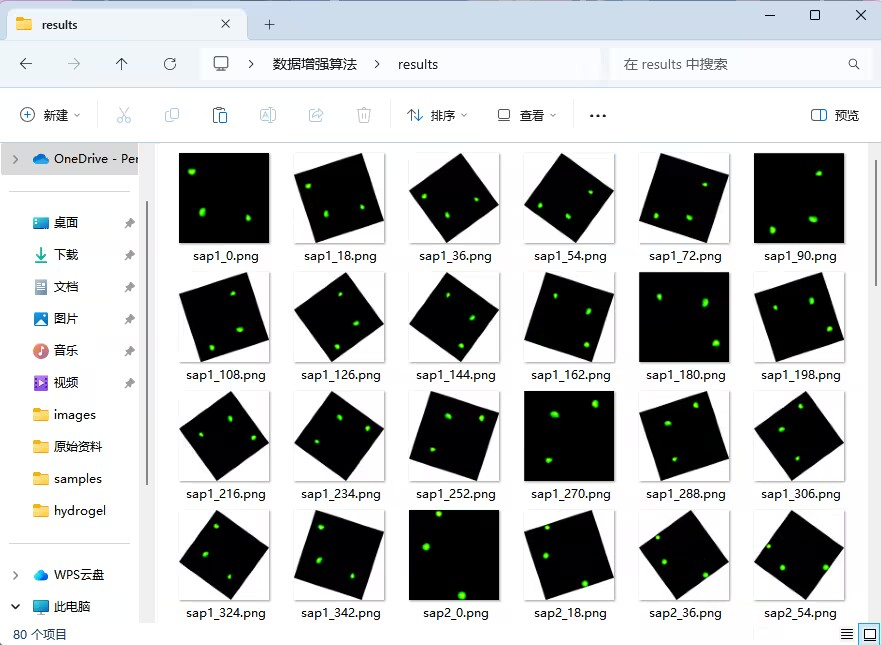 results
数据增强算法 results
在 results 中搜索
新建 排序 查看 预览
OneDrive - Per
桌面
下载
文档
图片
音乐
视频
images
原始资料
samples
hydrogel
WPS云盘
此电脑
sap1_0.png sap1_18.png sap1_36.png sap1_54.png sap1_72.png sap1_90.png
sap1_108.png sap1_126.png sap1_144.png sap1_162.png sap1_180.png sap1_198.png
sap1_216.png sap1_234.png sap1_252.png sap1_270.png sap1_288.png sap1_306.png
sap1_324.png sap1_342.png sap2_0.png sap2_18.png sap2_36.png sap2_54.png
80 个项目